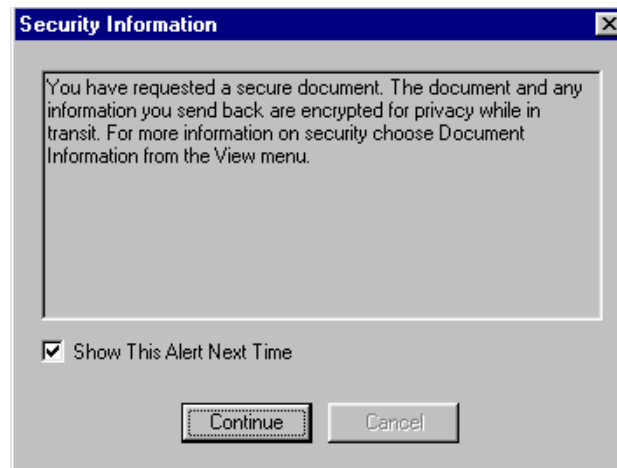 Security Information
You have requested a secure document. The document and any
information you send back are encrypted for privacy while in
transit. For more information on security choose Document
Information from the View menu.
Show This Alert Next Time
Continue Cancel